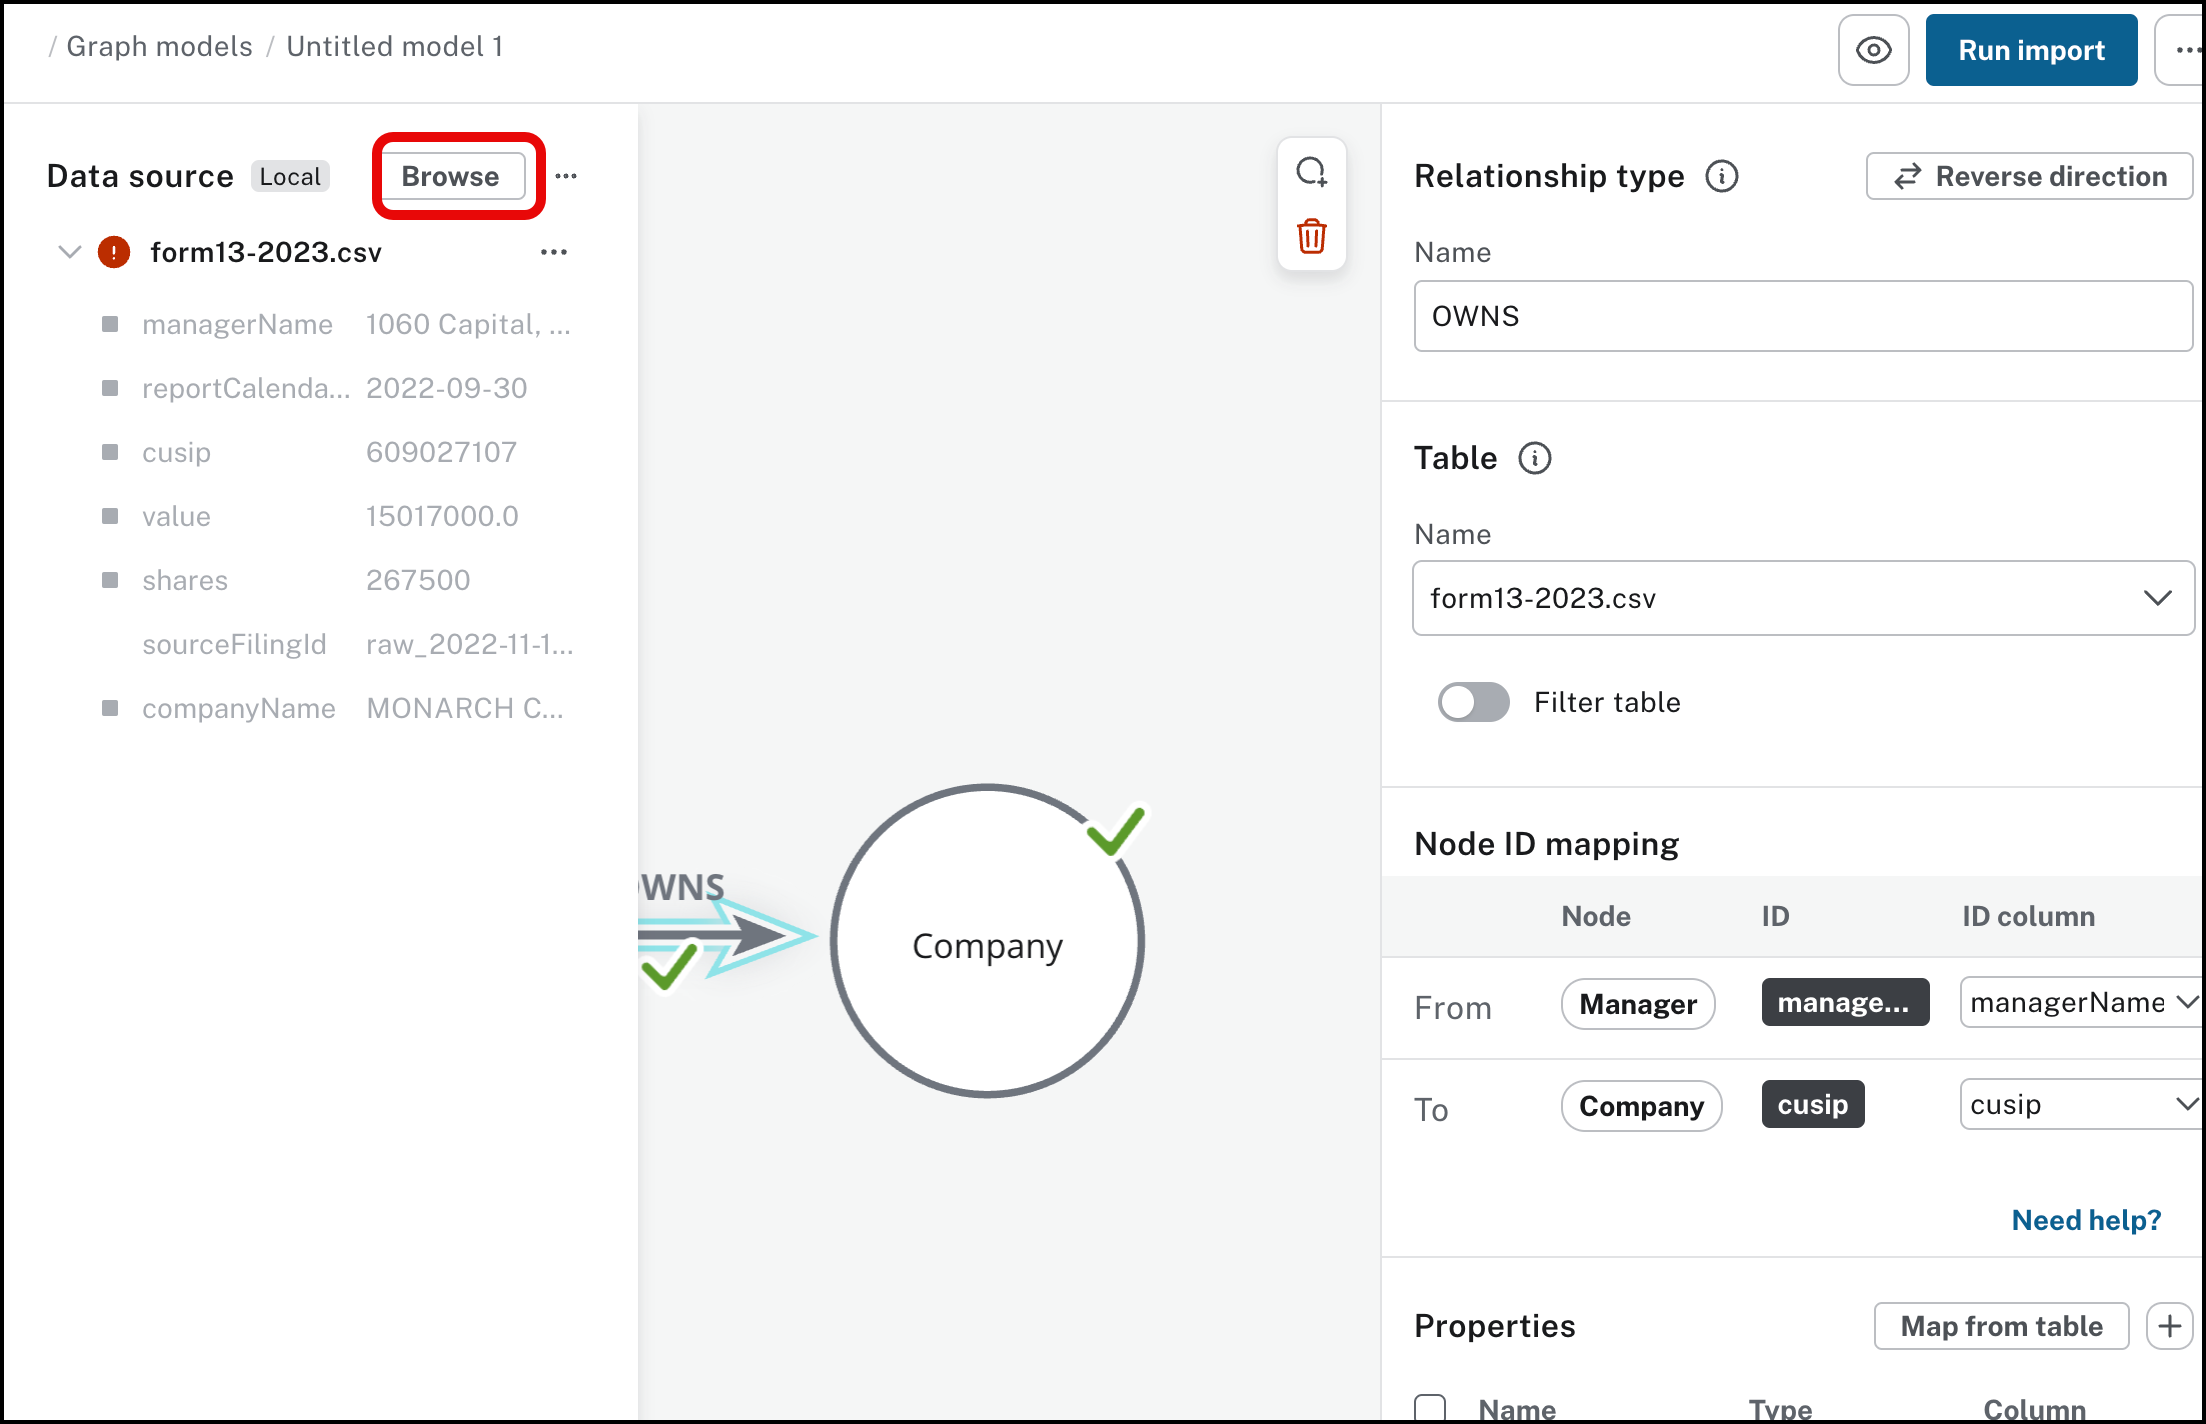 / Graph models / Untitled model 1
Run import
Data source Local Browse
form13-2023.csv
managerName 1060 Capital, ...
reportCalenda... 2022-09-30
cusip 609027107
value 15017000.0
shares 267500
sourceFilingId raw_2022-11-1...
companyName MONARCH C...
WNS
Company
Relationship type Reverse direction
Name
OWNS
Table
Name
form13-2023.csv
Filter table
Node ID mapping
Node ID ID column
From Manager manage... managerName
To Company cusip cusip
Need help?
Properties Map from table
Name Type Column